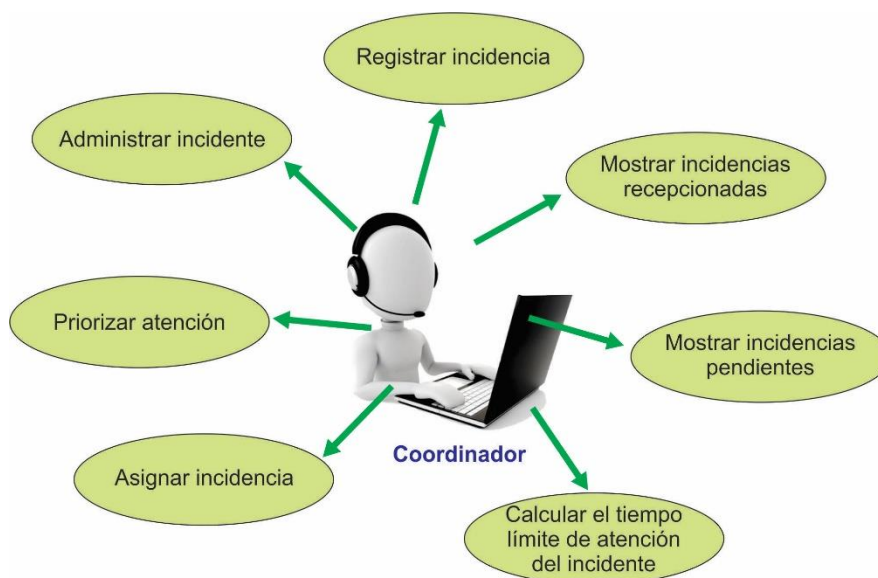 Registrar incidencia
Administrar incidente
Mostrar incidencias
recepcionadas
Priorizar atención
Mostrar incidencias
pendientes
Coordinador
Asignar incidencia
Calcular el tiempo
límite de atención
del incidente